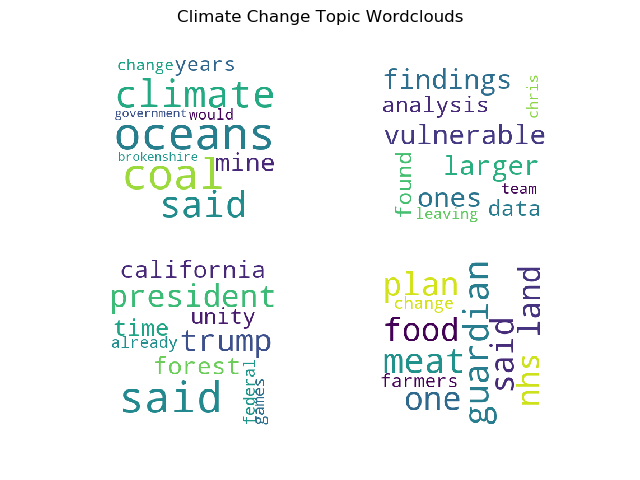 Climate Change Topic Wordclouds
change years
climate
government would
oceans
brokenshire
coal mine
said
findings
chris
analysis
vulnerable
found
larger
ones
team
leaving
data
california
president
unity
time
already
trump
forest
said
federal
games
plan
change
food
meat
farmers
one
guardian
said
land
nhs